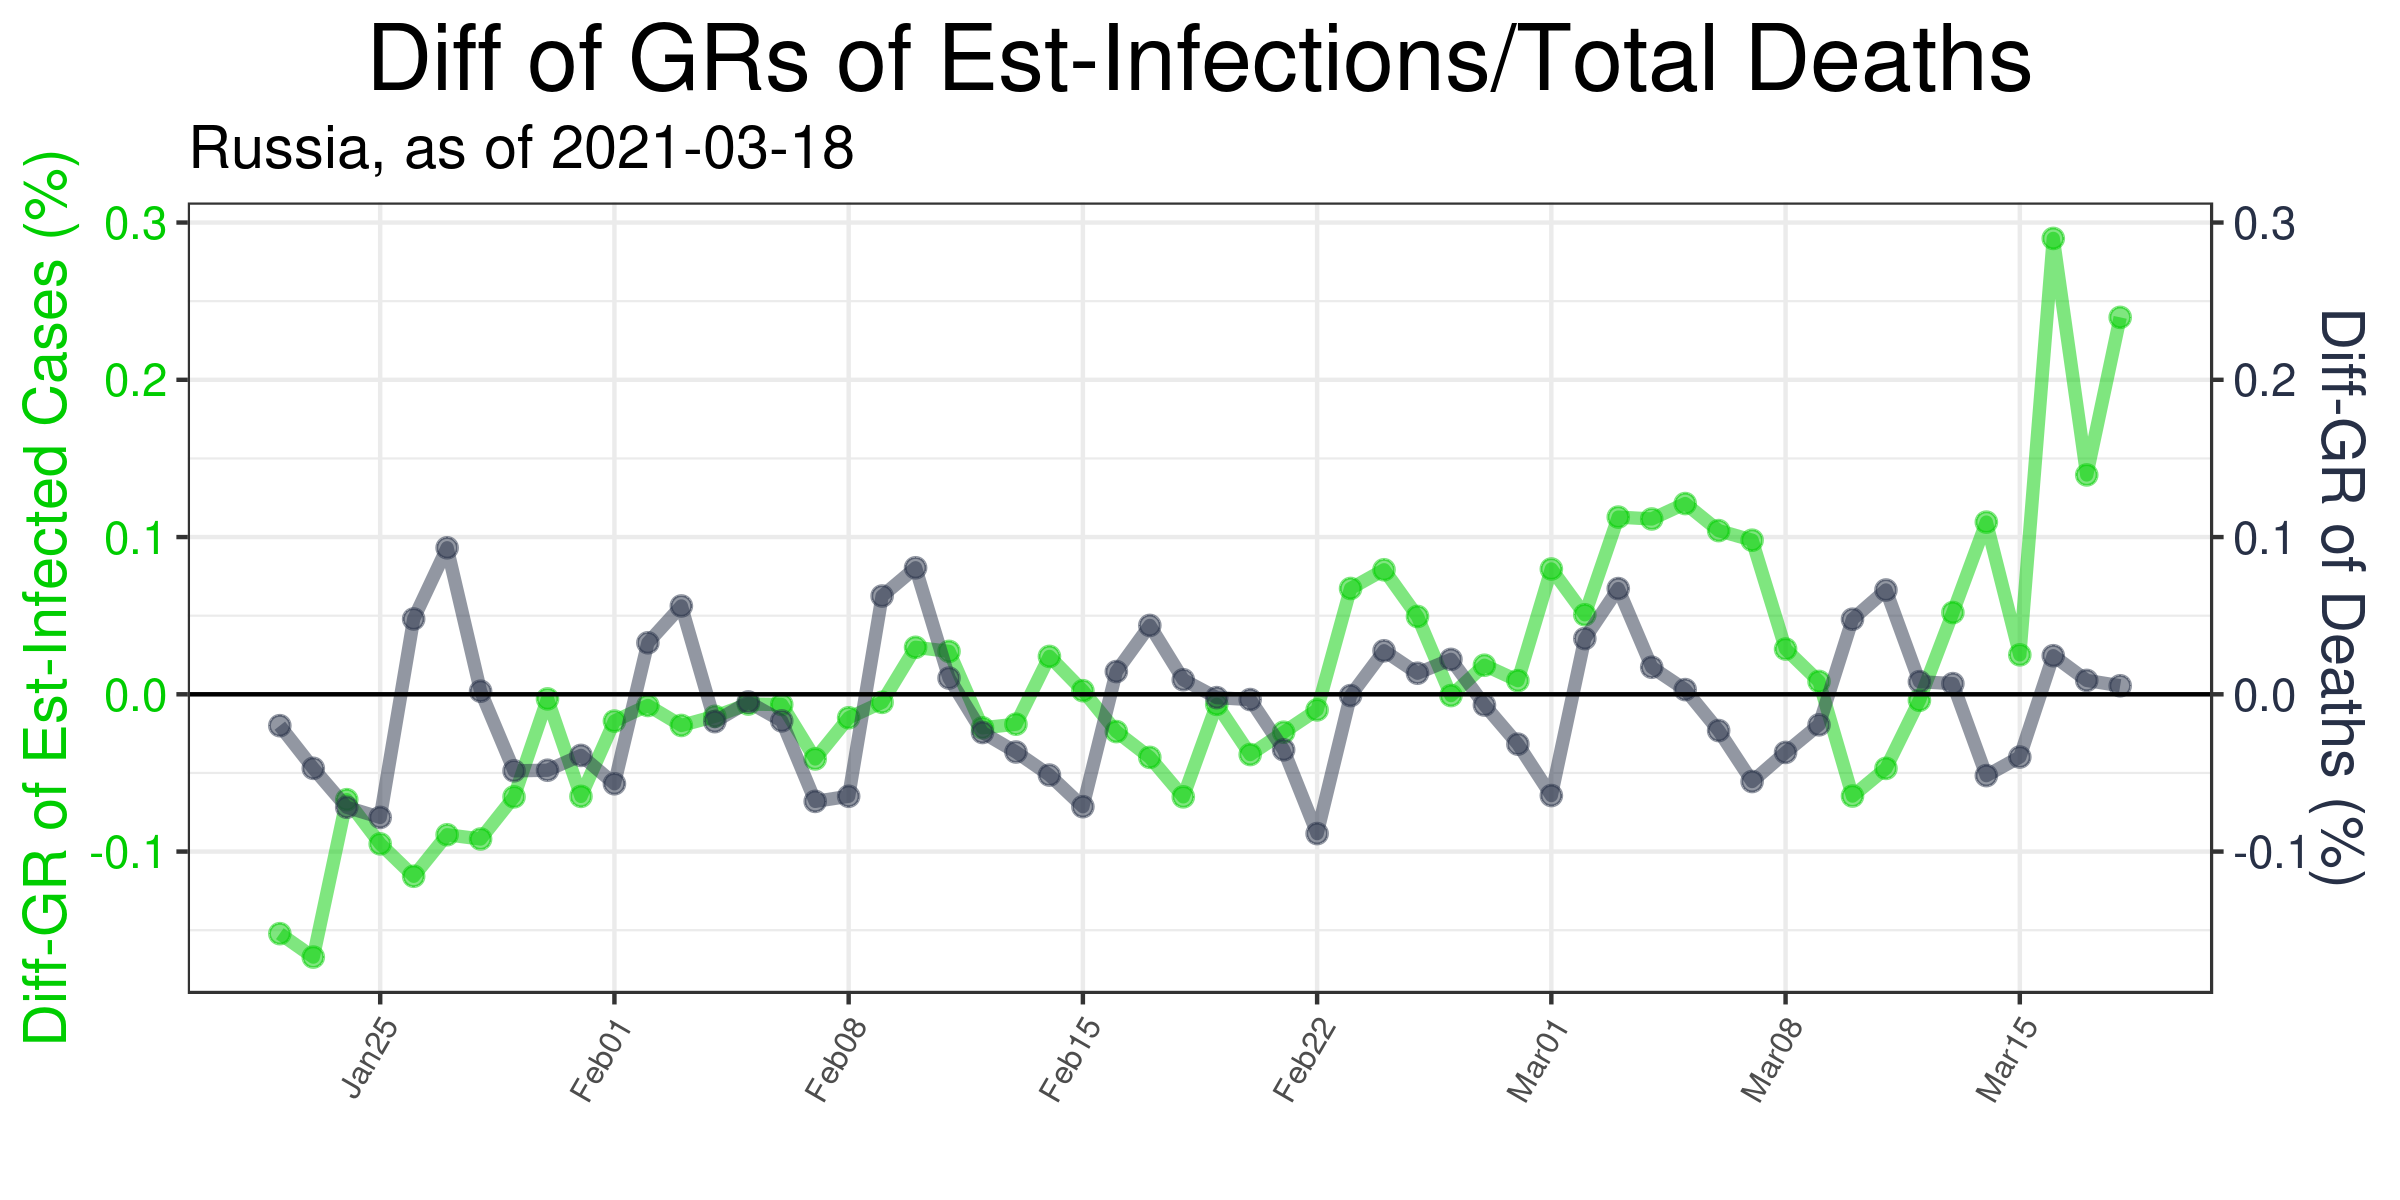 Diff of GRs of Est-Infections/Total Deaths
Russia, as of 2021-03-18
Diff-GR of Est-Infected Cases (%)
0.3
0.2
0.1
0.0
-0.1
0.3
0.2
0.1
0.0
-0.1
Diff-GR of Deaths (%)
Jan25
Feb01
Feb08
Feb15
Feb22
Mar01
Mar08
Mar15